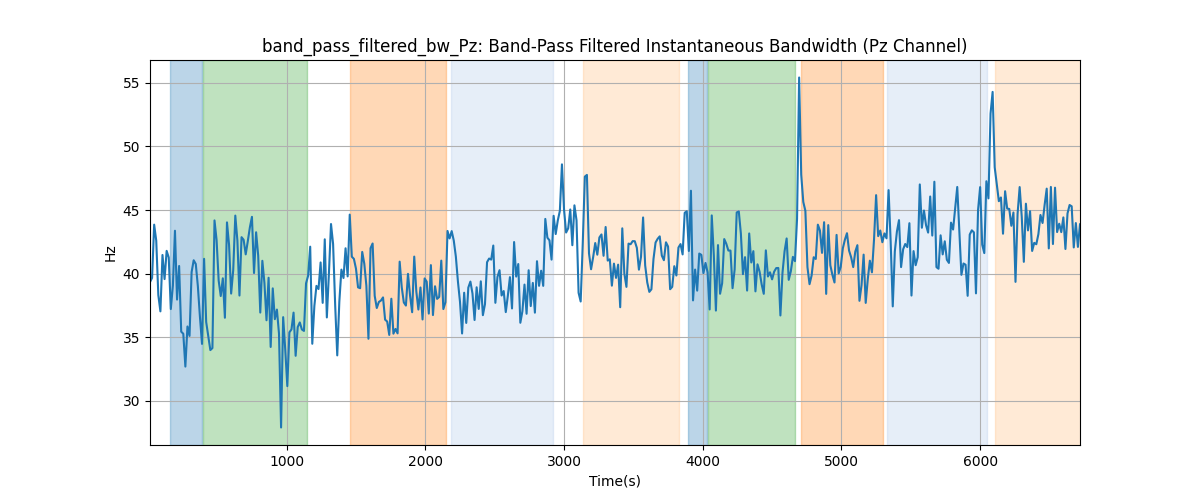 band_pass_filtered_bw_Pz: Band-Pass Filtered Instantaneous Bandwidth (Pz Channel)
55
50
45
40
35
30
Hz
1000 2000 3000 4000 5000 6000
Time(s)